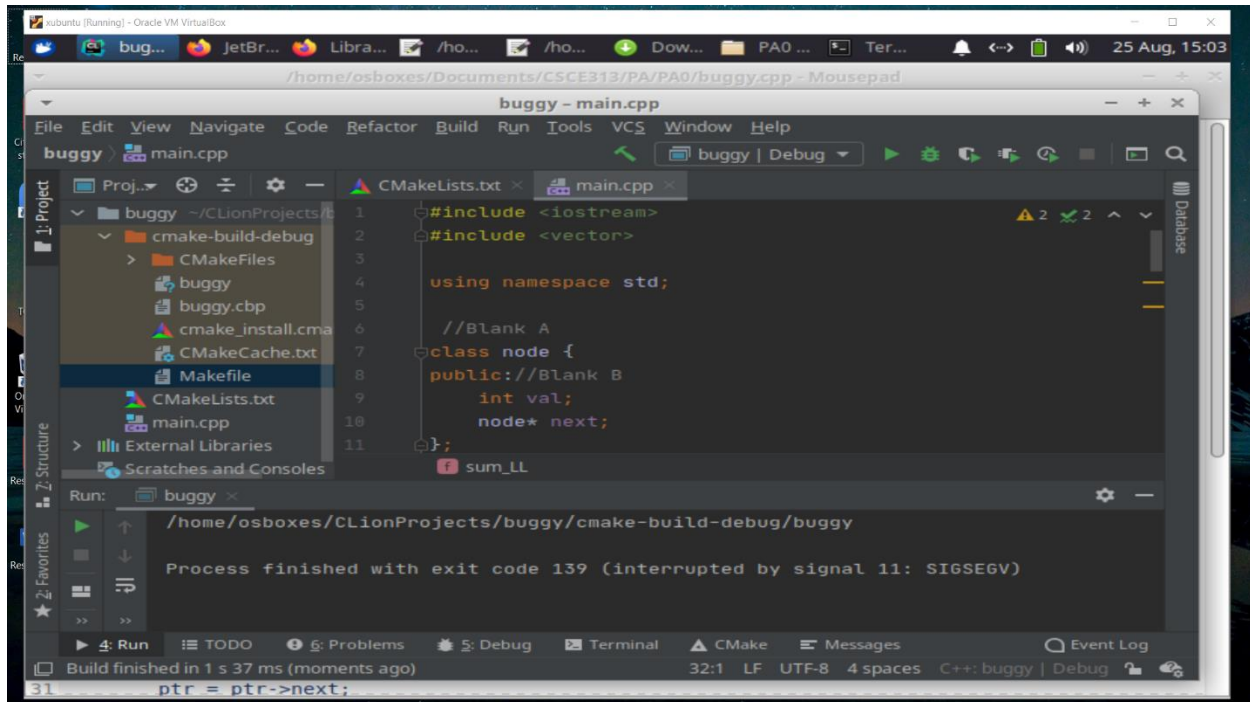 xubuntu [Running] - Oracle VM VirtualBox
bug... JetBr... Libra... /ho... /ho... Dow... PA0 ... Ter... 25 Aug, 15:03
/home/osboxes/Documents/CSCE313/PA/PA0/buggy.cpp - Mousepad
buggy – main.cpp
File Edit View Navigate Code Refactor Build Run Tools VCS Window Help
buggy main.cpp buggy | Debug
1: Project
Proj... CMakeLists.txt main.cpp
buggy ~/CLionProjects/b
cmake-build-debug
CMakeFiles
buggy
buggy.cbp
cmake_install.cma
CMakeCache.txt
Makefile
CMakeLists.txt
main.cpp
External Libraries
Scratches and Consoles
1 #include <iostream>
2 #include <vector>
3
4 using namespace std;
5
6 //Blank A
7 class node {
8 public://Blank B
9 int val;
10 node* next;
11 };
f sum_LL
2 2
Database
7: Structure
2: Favorites
Run: buggy
/home/osboxes/CLionProjects/buggy/cmake-build-debug/buggy
Process finished with exit code 139 (interrupted by signal 11: SIGSEGV)
4: Run TODO 6: Problems 5: Debug Terminal CMake Messages Event Log
Build finished in 1 s 37 ms (moments ago) 32:1 LF UTF-8 4 spaces C++: buggy | Debug
31 ptr = ptr->next;